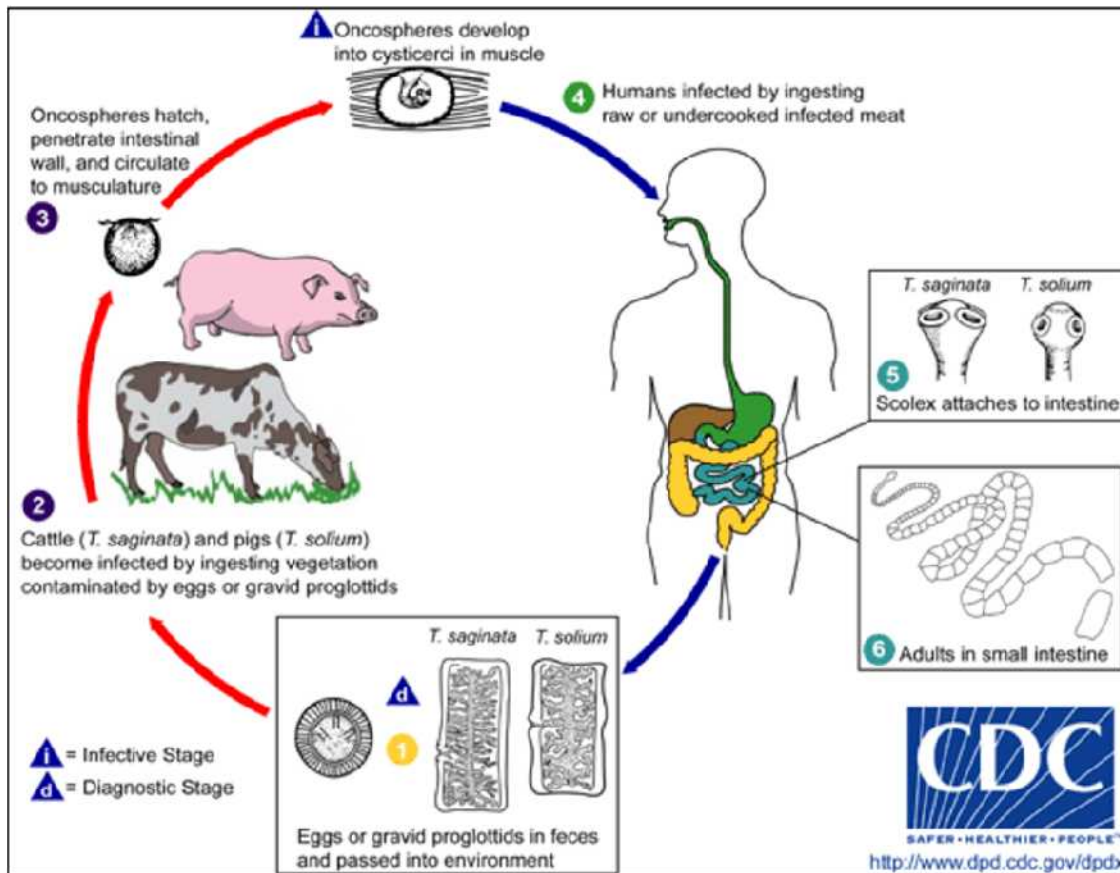 i
Oncospheres develop
into cysticerci in muscle
4
Humans infected by ingesting
raw or undercooked infected meat
Oncospheres hatch,
penetrate intestinal
wall, and circulate
to musculature
3
T. saginata T. solium
5
Scolex attaches to intestine
6 Adults in small intestine
2
Cattle (T. saginata) and pigs (T. solium)
become infected by ingesting vegetation
contaminated by eggs or gravid proglottids
T. saginata T. solium
d
1
Eggs or gravid proglottids in feces
and passed into environment
i = Infective Stage
d = Diagnostic Stage
CDC
SAFER·HEALTHIER·PEOPLE™
http://www.dpd.cdc.gov/dpdx